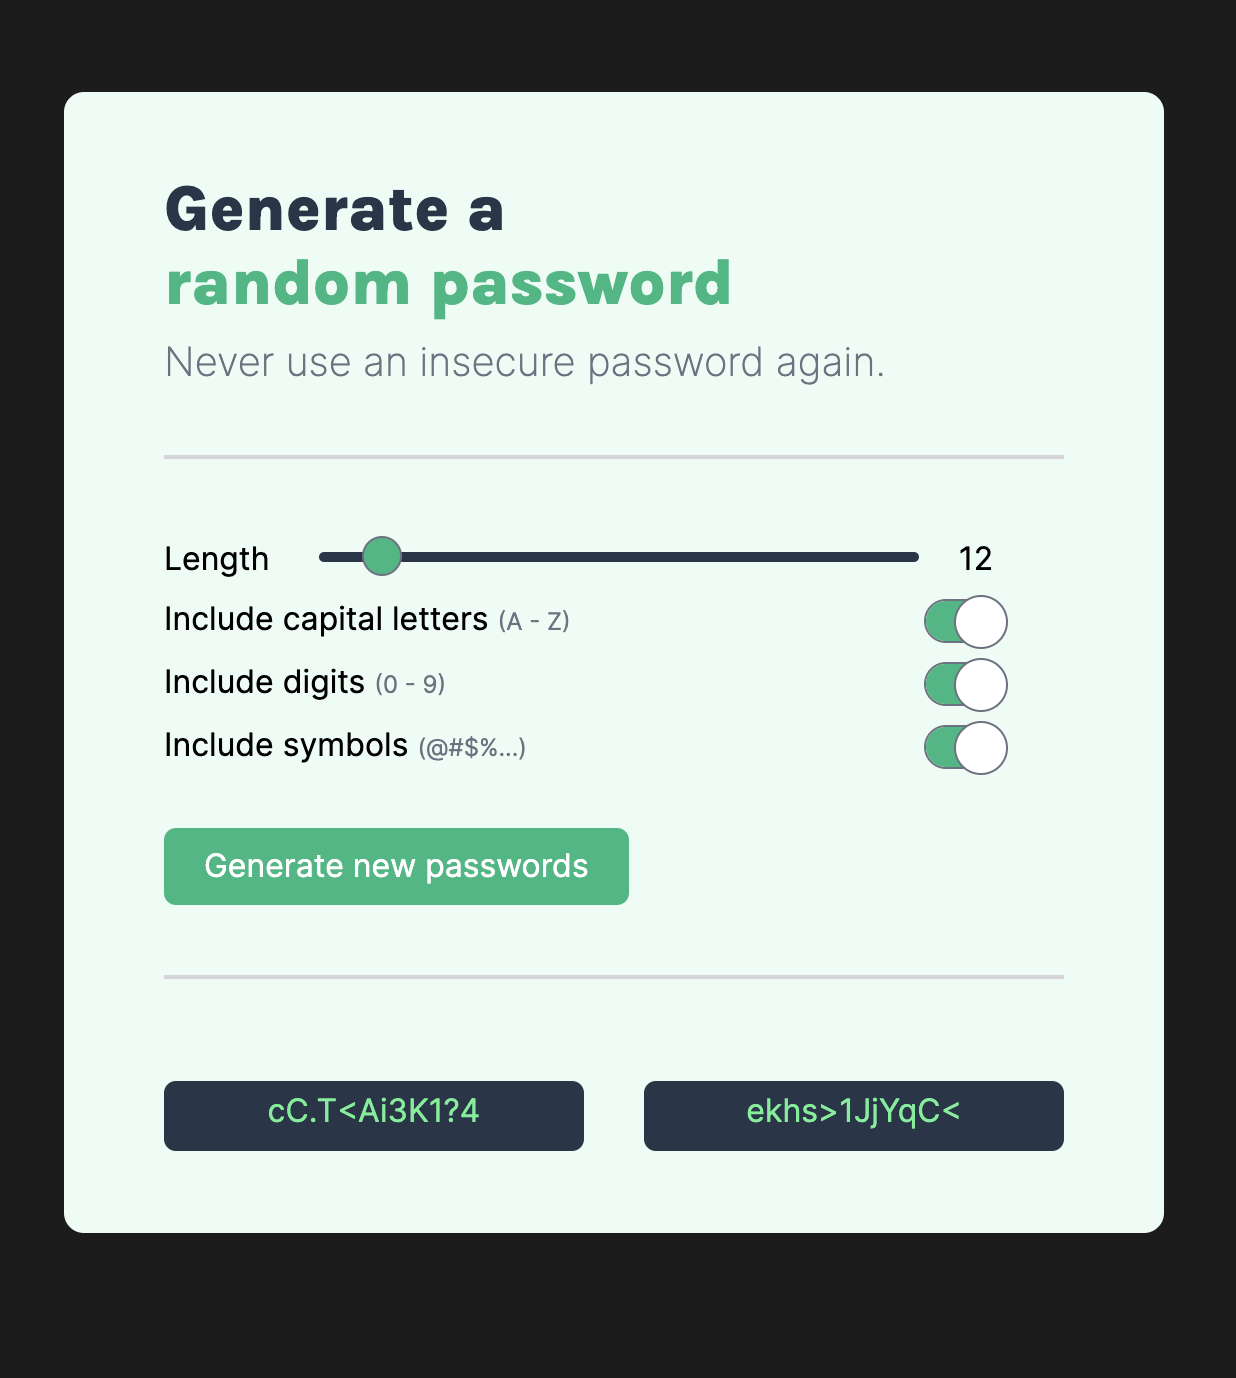 Generate a
random password
Never use an insecure password again.
Length 12
Include capital letters (A - Z)
Include digits (0 - 9)
Include symbols (@#$%...)
Generate new passwords
cC.T<Ai3K1?4 ekhs>1JjYqC<